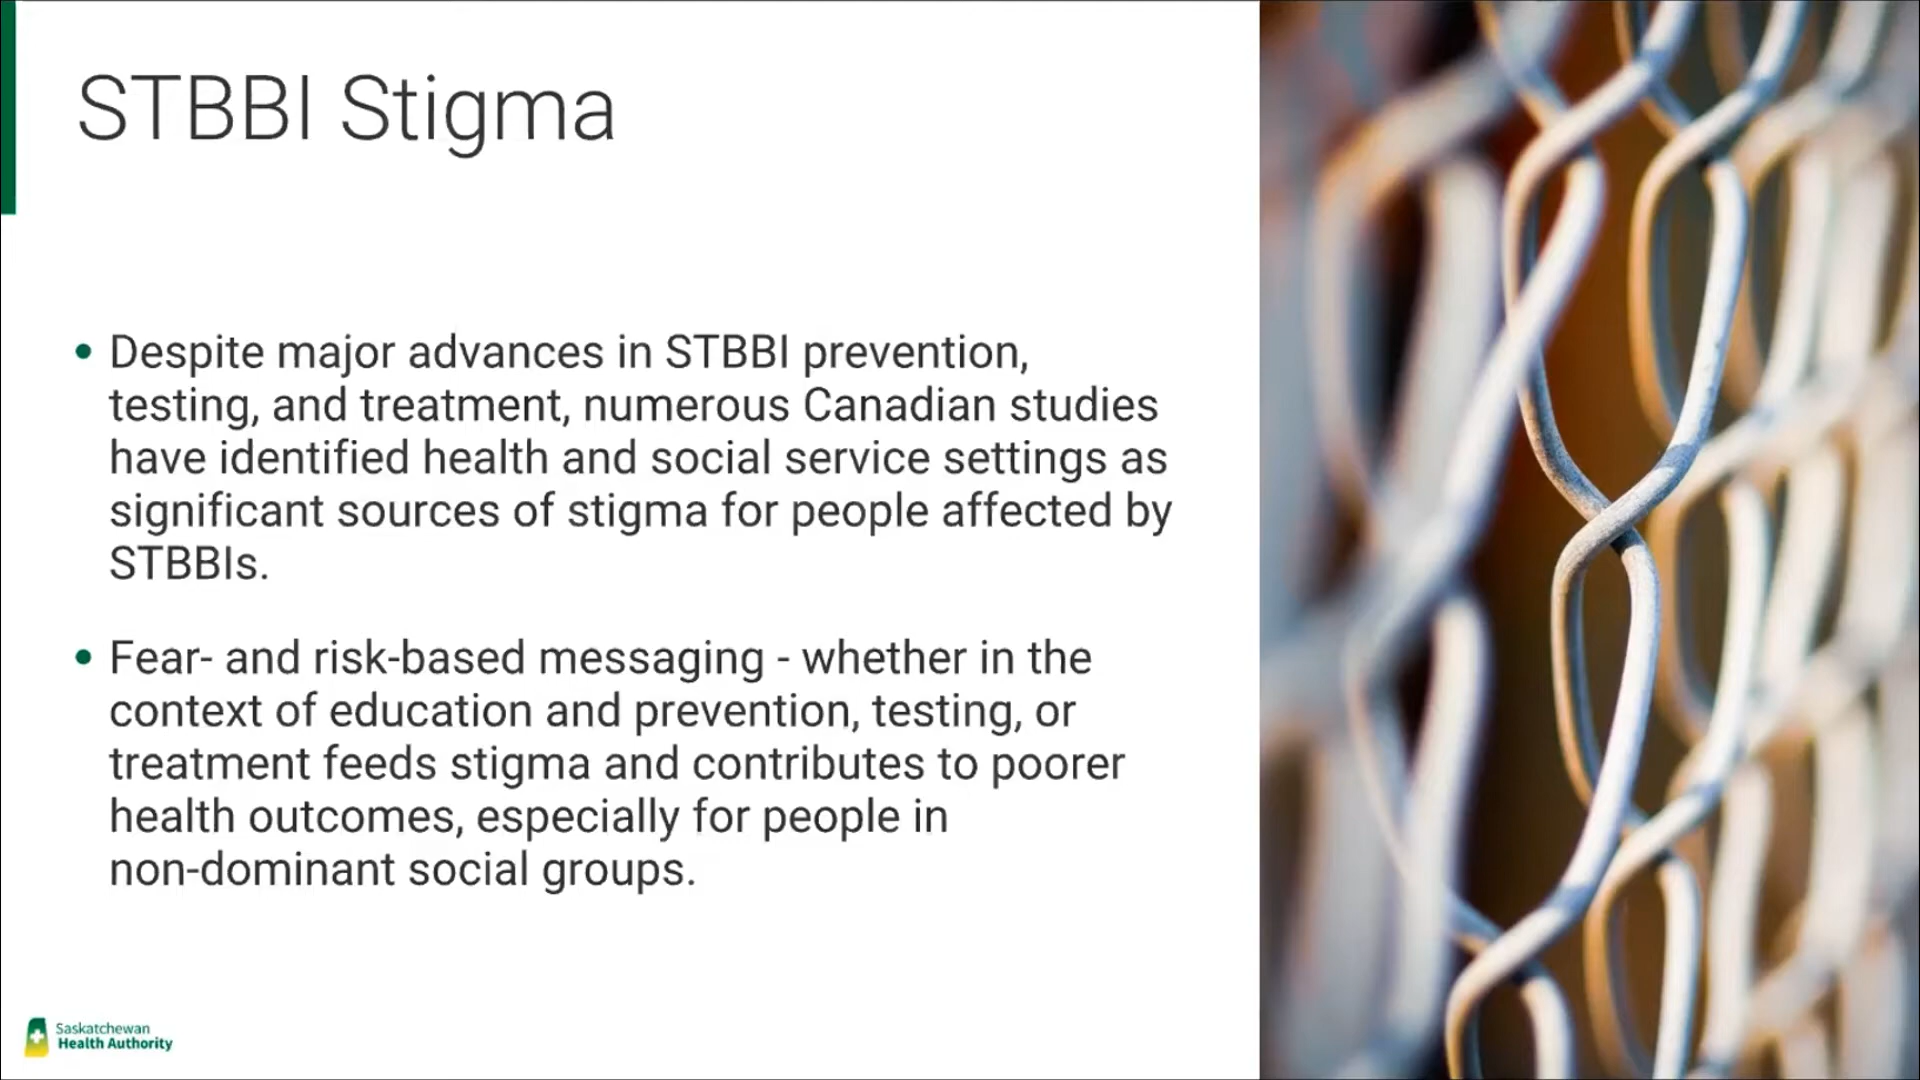 STBBI Stigma
• Despite major advances in STBBI prevention,
testing, and treatment, numerous Canadian studies
have identified health and social service settings as
significant sources of stigma for people affected by
STBBIs.
• Fear- and risk-based messaging - whether in the
context of education and prevention, testing, or
treatment feeds stigma and contributes to poorer
health outcomes, especially for people in
non-dominant social groups.
Saskatchewan
Health Authority